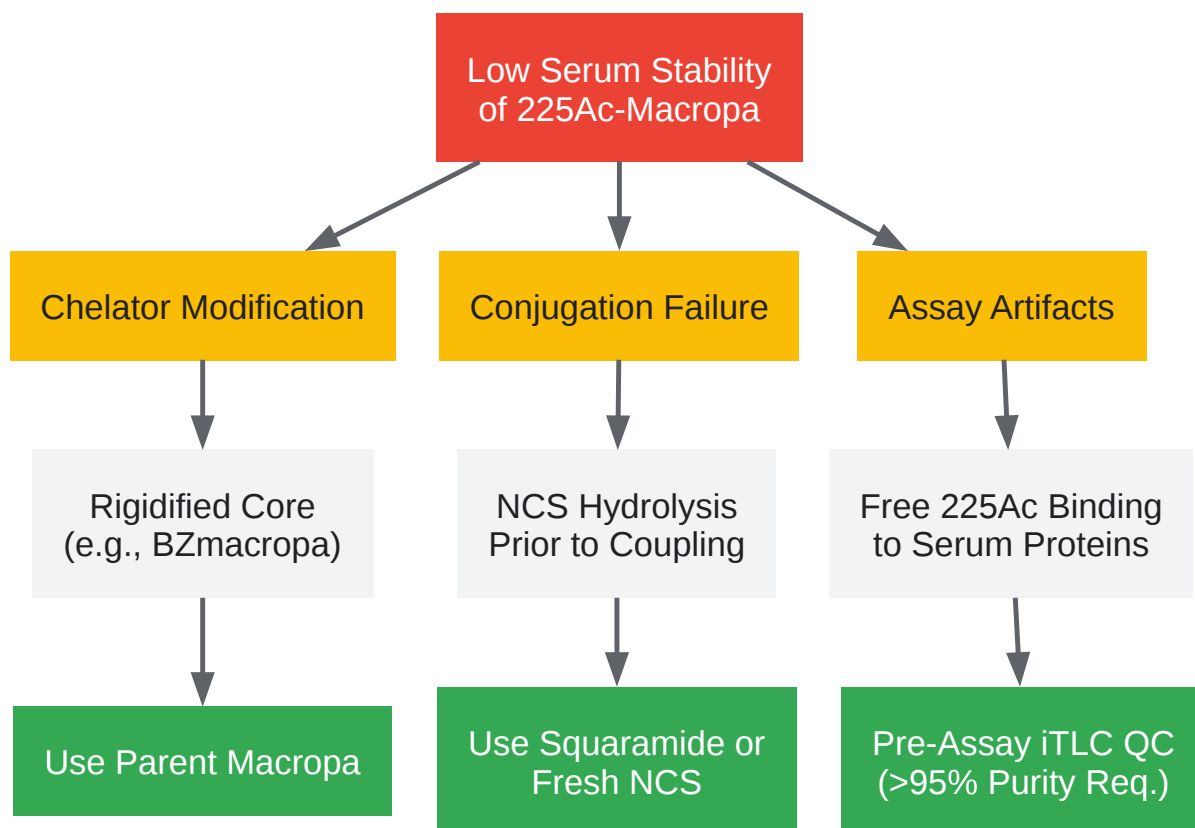 Low Serum Stability
of 225Ac-Macropa
Chelator Modification
Conjugation Failure
Assay Artifacts
Rigidified Core
(e.g., BZmacropa)
NCS Hydrolysis
Prior to Coupling
Free 225Ac Binding
to Serum Proteins
Use Parent Macropa
Use Squaramide or
Fresh NCS
Pre-Assay iTLC QC
(>95% Purity Req.)